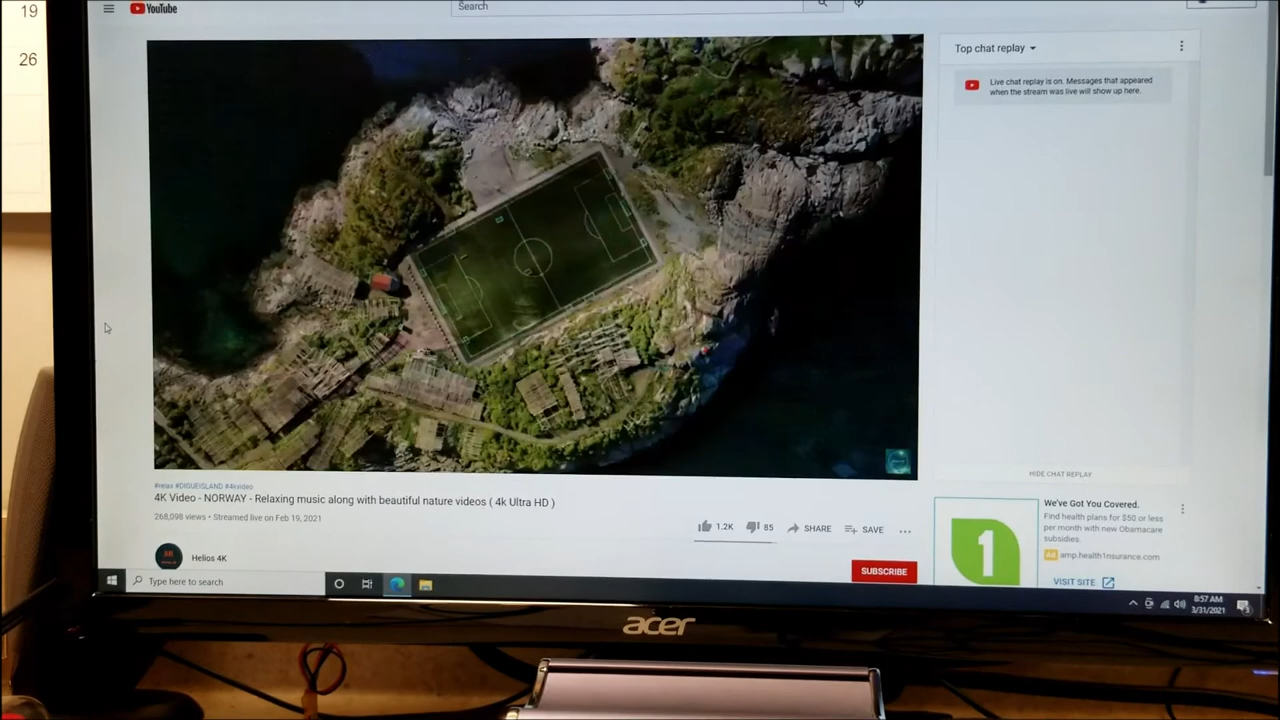 19
26
YouTube
Search
Top chat replay
Live chat replay is on. Messages that appeared
when the stream was live will show up here.
HIDE CHAT REPLAY
#relax #DIGUEISLAND #4kvideo
4K Video - NORWAY - Relaxing music along with beautiful nature videos ( 4k Ultra HD )
268,098 views • Streamed live on Feb 19, 2021
1.2K 85 SHARE SAVE
Helios 4K
SUBSCRIBE
1
We've Got You Covered.
Find health plans for $50 or less
per month with new Obamacare
subsidies.
Ad amp.health1nsurance.com
VISIT SITE
Type here to search
8:57 AM
3/31/2021
acer